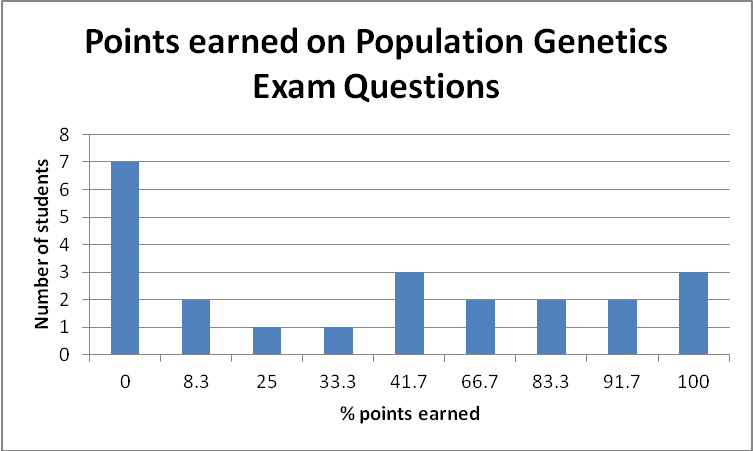 Points earned on Population Genetics
Exam Questions
Number of students
8
7
6
5
4
3
2
1
0
0 8.3 25 33.3 41.7 66.7 83.3 91.7 100
% points earned